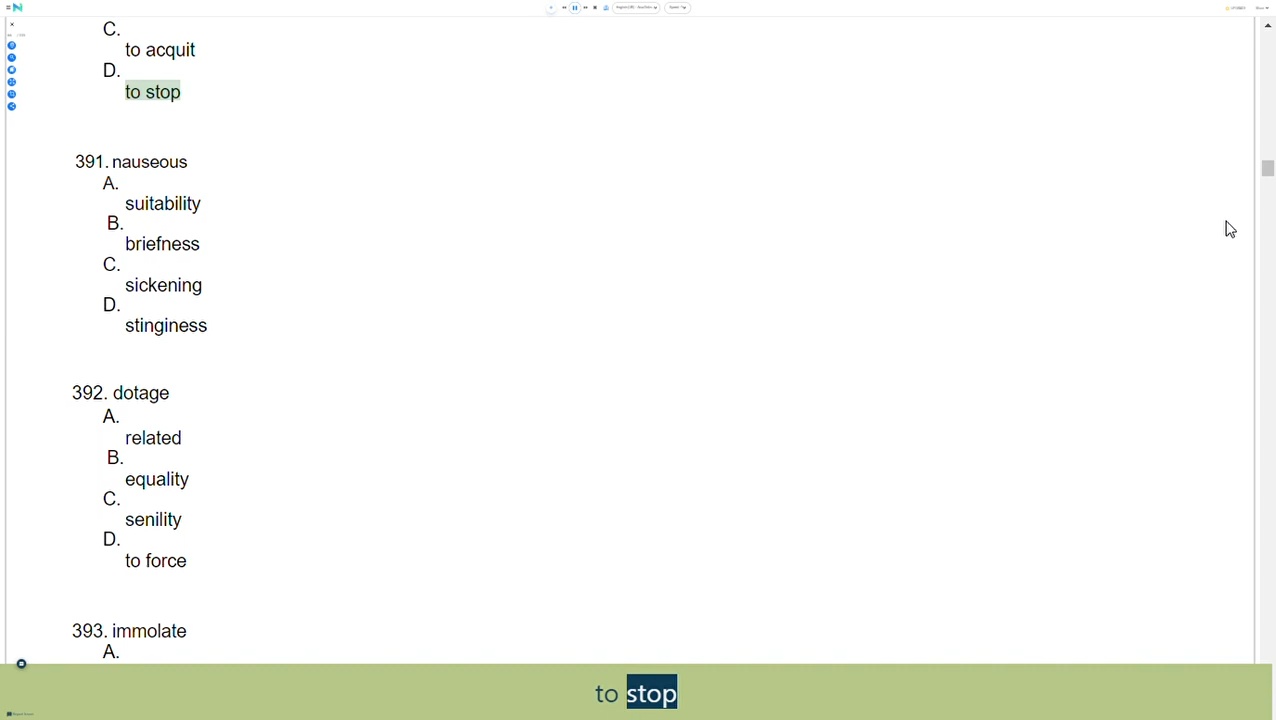 C.
to acquit
D.
to stop
391. nauseous
A.
suitability
B.
briefness
C.
sickening
D.
stinginess
392. dotage
A.
related
B.
equality
C.
senility
D.
to force
393. immolate
A.
to stop